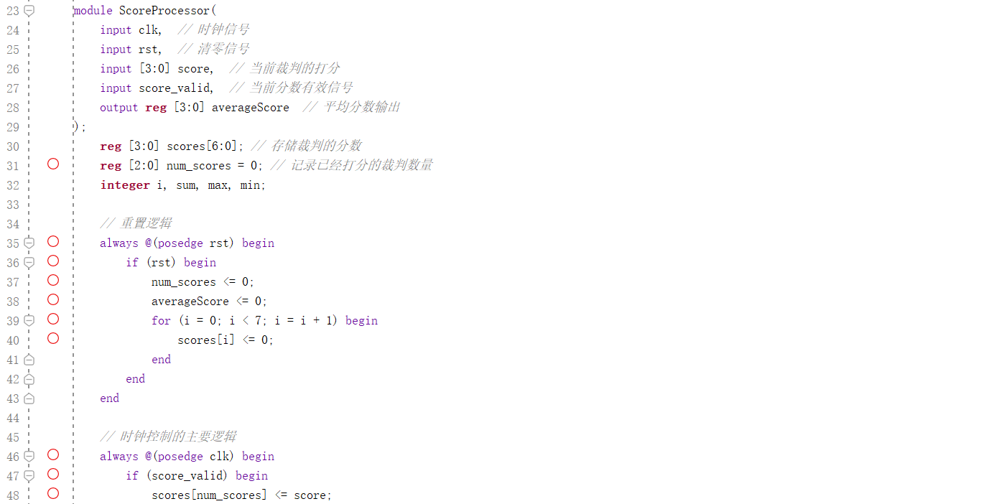 23 module ScoreProcessor(
24 input clk,  // 时钟信号
25 input rst,  // 清零信号
26 input [3:0] score,  // 当前裁判的打分
27 input score_valid,  // 当前分数有效信号
28 output reg [3:0] averageScore  // 平均分数输出
29 );
30 reg [3:0] scores[6:0]; // 存储裁判的分数
31 reg [2:0] num_scores = 0; // 记录已经打分的裁判数量
32 integer i, sum, max, min;
33
34 // 重置逻辑
35 always @(posedge rst) begin
36 if (rst) begin
37 num_scores <= 0;
38 averageScore <= 0;
39 for (i = 0; i < 7; i = i + 1) begin
40 scores[i] <= 0;
41 end
42 end
43 end
44
45 // 时钟控制的主要逻辑
46 always @(posedge clk) begin
47 if (score_valid) begin
48 scores[num_scores] <= score;